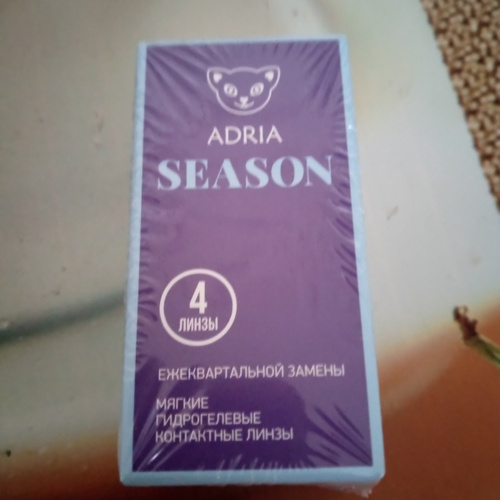 ADRIA
SEASON
4
ЛИНЗЫ
ЕЖЕКВАРТАЛЬНОЙ ЗАМЕНЫ
МЯГКИЕ
ГИДРОГЕЛЕВЫЕ
КОНТАКТНЫЕ ЛИНЗЫ